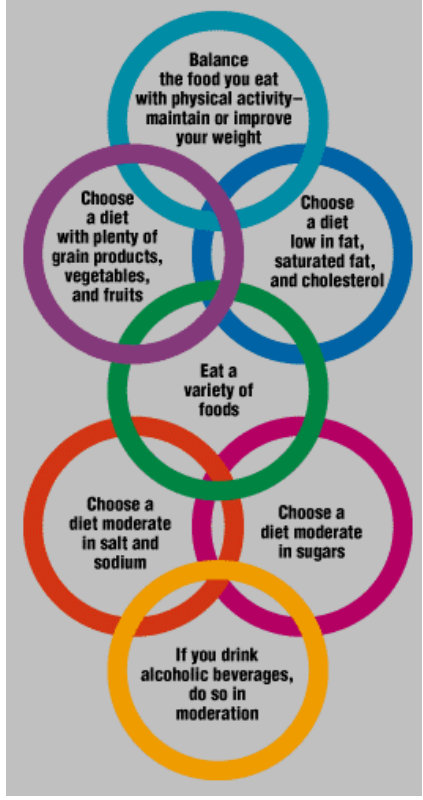 Balance
the food you eat
with physical activity–
maintain or improve
your weight
Choose
a diet
with plenty of
grain products,
vegetables,
and fruits
Choose
a diet
low in fat,
saturated fat,
and cholesterol
Eat a
variety of
foods
Choose a
diet moderate
in salt and
sodium
Choose a
diet moderate
in sugars
If you drink
alcoholic beverages,
do so in
moderation